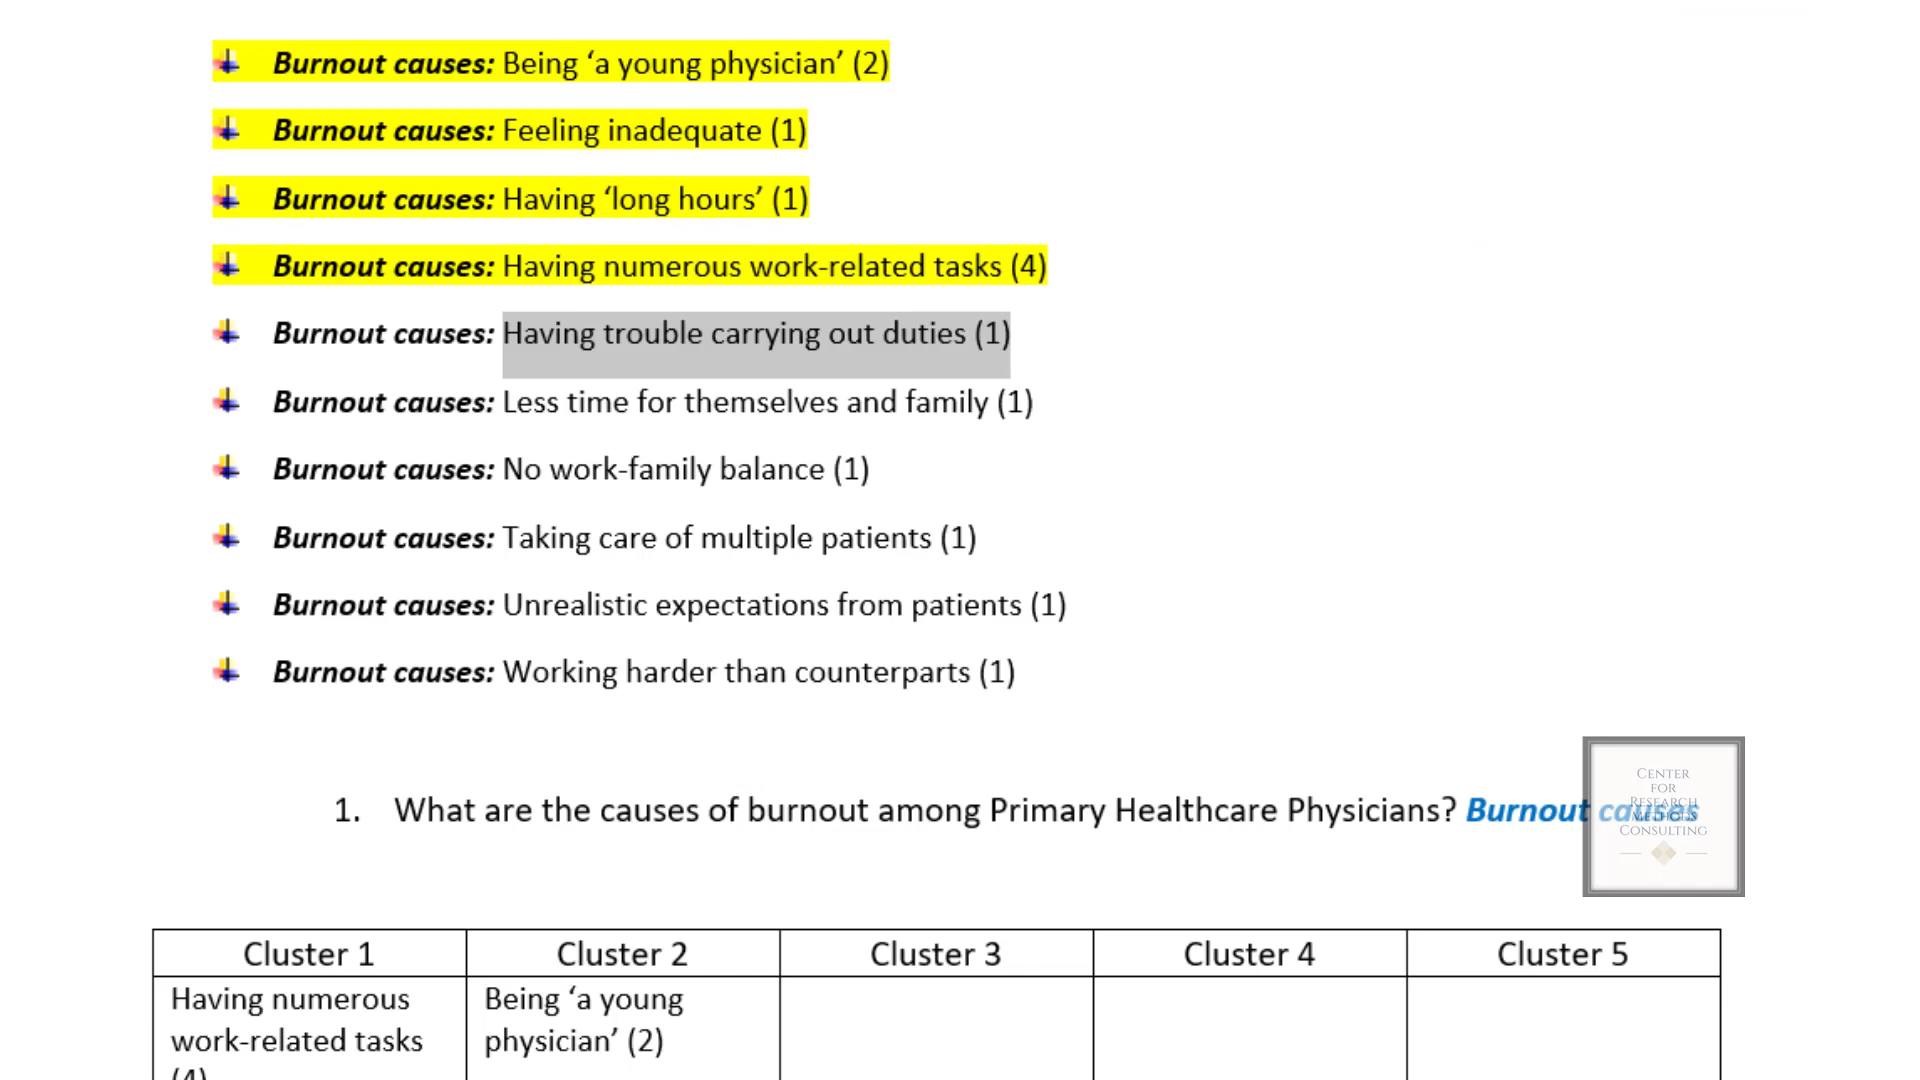 Burnout causes: Being ‘a young physician’ (2)
Burnout causes: Feeling inadequate (1)
Burnout causes: Having ‘long hours’ (1)
Burnout causes: Having numerous work-related tasks (4)
Burnout causes: Having trouble carrying out duties (1)
Burnout causes: Less time for themselves and family (1)
Burnout causes: No work-family balance (1)
Burnout causes: Taking care of multiple patients (1)
Burnout causes: Unrealistic expectations from patients (1)
Burnout causes: Working harder than counterparts (1)
1. What are the causes of burnout among Primary Healthcare Physicians? Burnout causes
Center
for
Research
Methods
Consulting
Cluster 1 Cluster 2 Cluster 3 Cluster 4 Cluster 5
Having numerous Being ‘a young
work-related tasks physician’ (2)
(4)